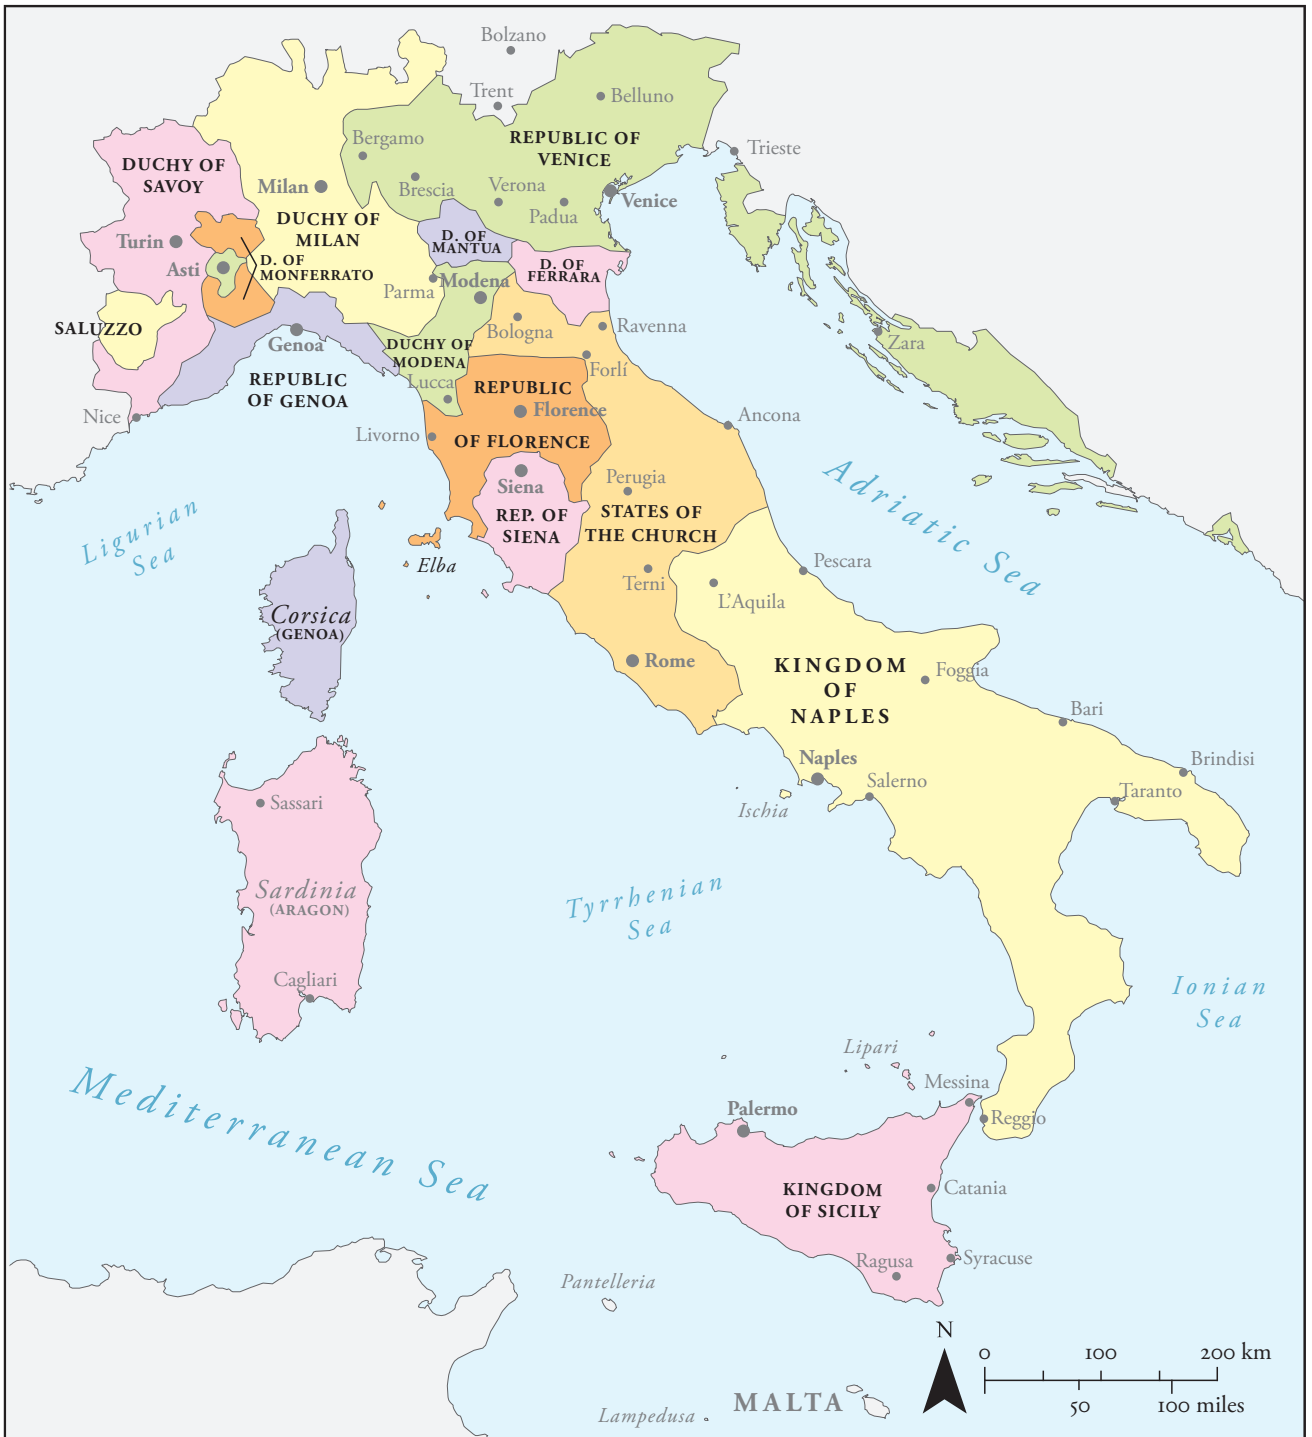 Bolzano
Trent
Belluno
REPUBLIC OF
VENICE
Bergamo
Trieste
DUCHY OF
SAVOY
Milan
Brescia
Verona
Padua
Venice
DUCHY OF
MILAN
Turin
D. OF
MANTUA
Asti
D. OF
MONFERRATO
D. OF
FERRARA
Parma
Modena
SALUZZO
Genoa
Bologna
Ravenna
Zara
DUCHY OF
MODENA
Forlí
REPUBLIC
OF GENOA
Lucca
REPUBLIC
OF FLORENCE
Florence
Nice
Livorno
Ancona
Siena
Perugia
REP. OF
SIENA
STATES OF
THE CHURCH
Adriatic Sea
Ligurian
Sea
Elba
Terni
Pescara
L'Aquila
Corsica
(GENOA)
Rome
KINGDOM
OF
NAPLES
Foggia
Bari
Naples
Brindisi
Salerno
Taranto
Ischia
Sassari
Sardinia
(ARAGON)
Tyrrhenian
Sea
Cagliari
Ionian
Sea
Lipari
Mediterranean Sea
Messina
Palermo
Reggio
KINGDOM
OF SICILY
Catania
Ragusa
Syracuse
Pantelleria
N
0 100 200 km
50 100 miles
MALTA
Lampedusa